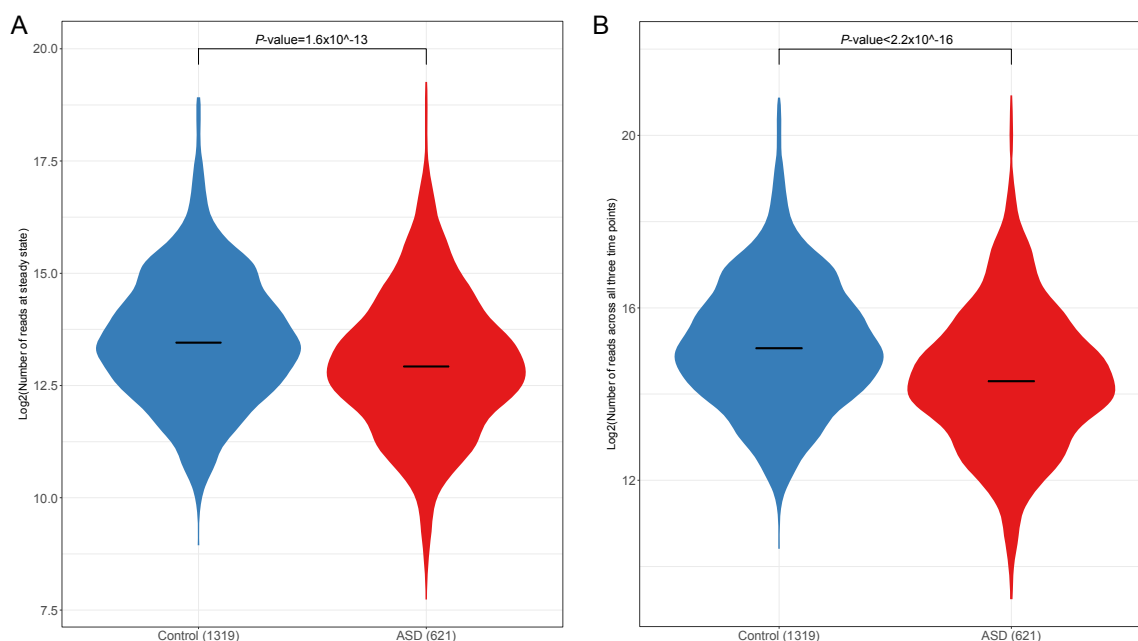 A
P-value=1.6x10^-13
20.0
17.5
15.0
12.5
10.0
7.5
Log2(Number of reads at steady state)
Control (1319)
ASD (621)
B
P-value<2.2x10^-16
20
16
12
Log2(Number of reads across all three time points)
Control (1319)
ASD (621)